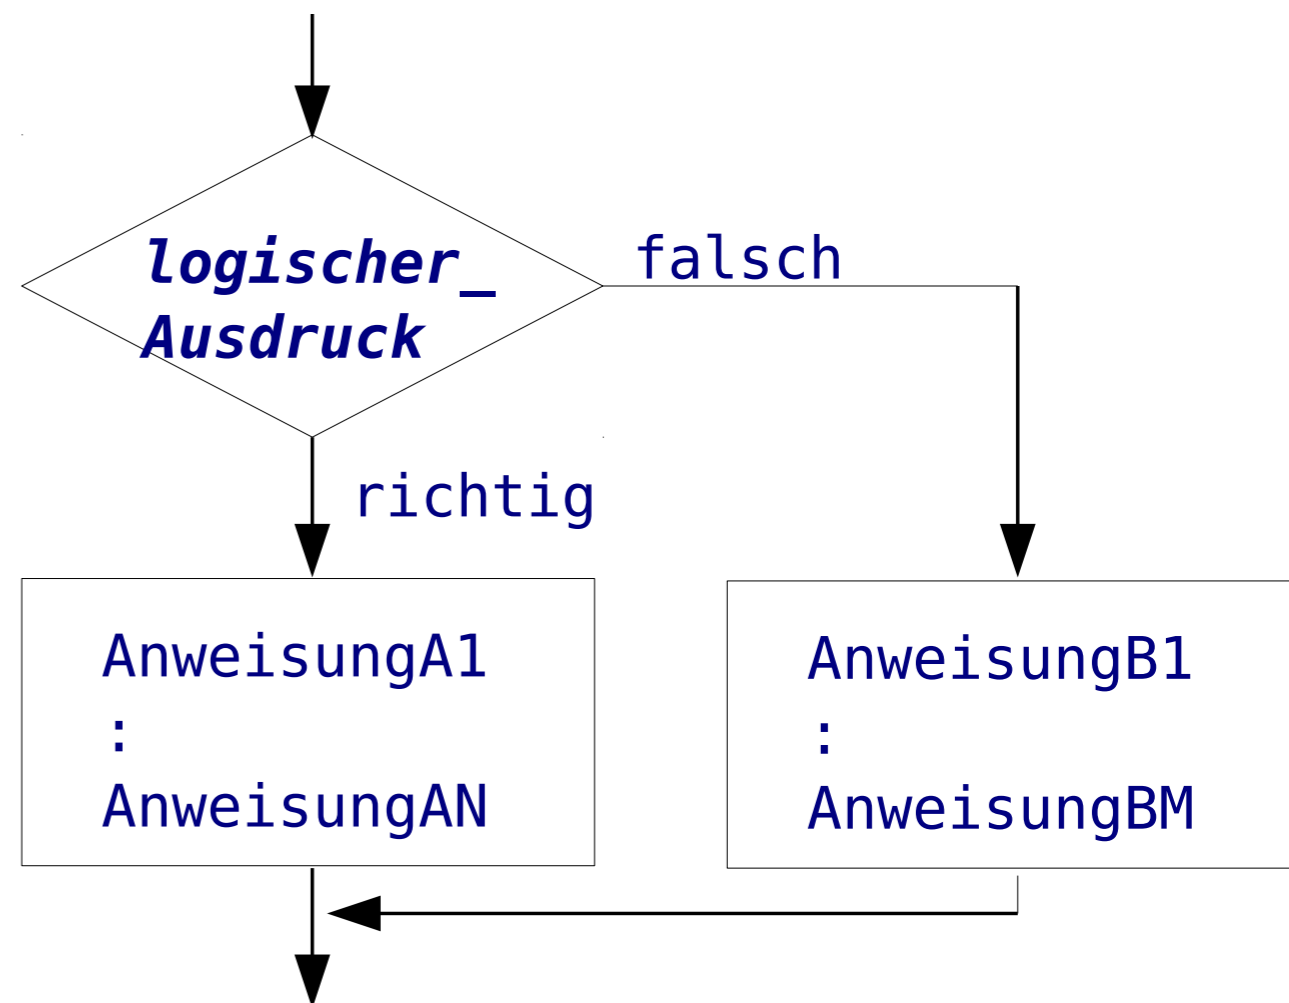 logischer_
Ausdruck
falsch
richtig
AnweisungA1
:
AnweisungAN
AnweisungB1
:
AnweisungBM